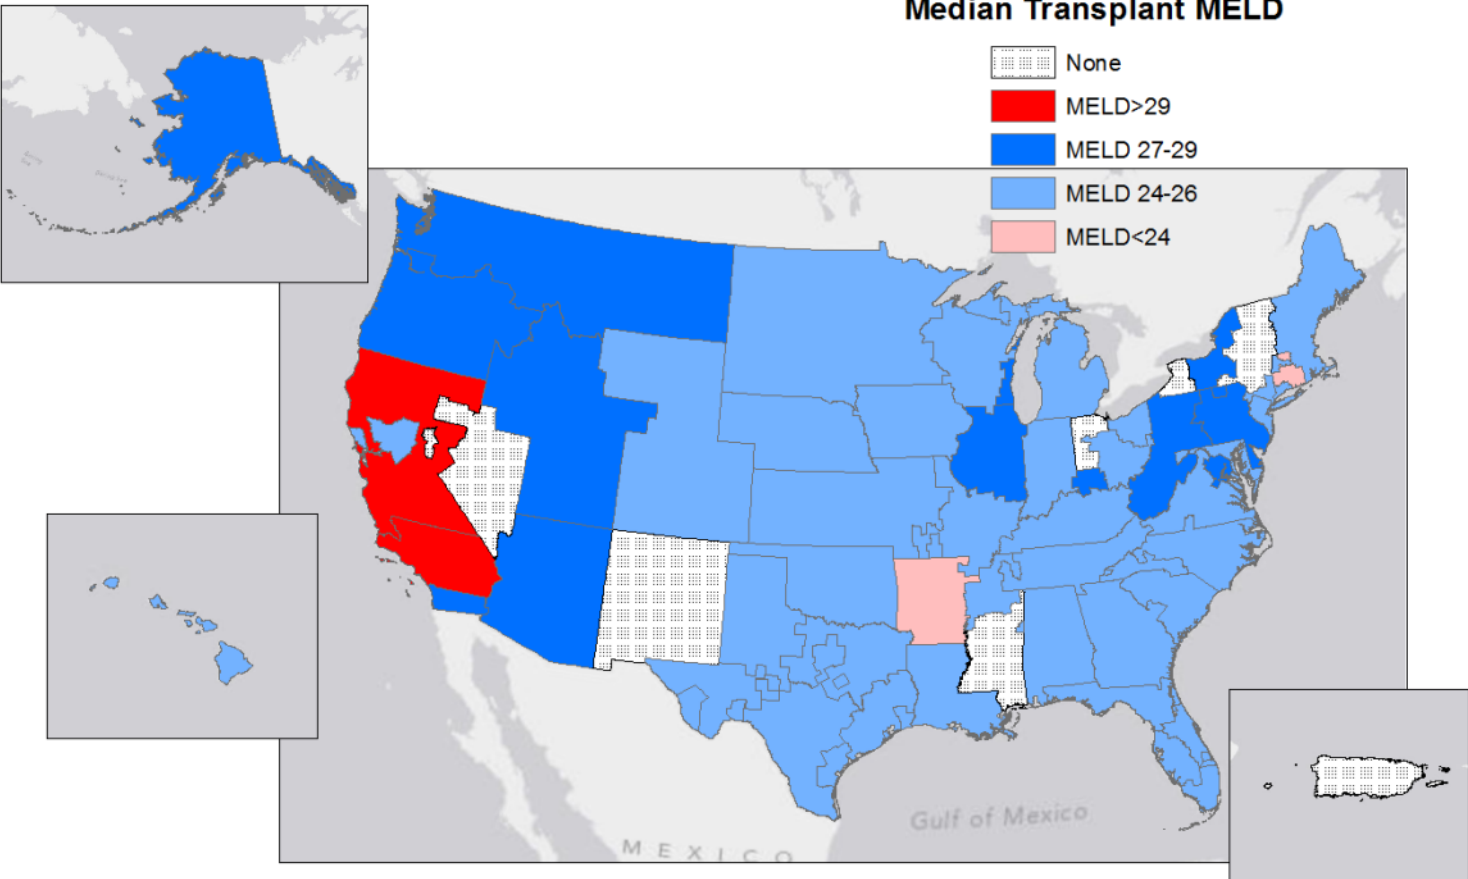 Median Transplant MELD
None
MELD>29
MELD 27-29
MELD 24-26
MELD<24
Gulf of Mexico
MEXICO